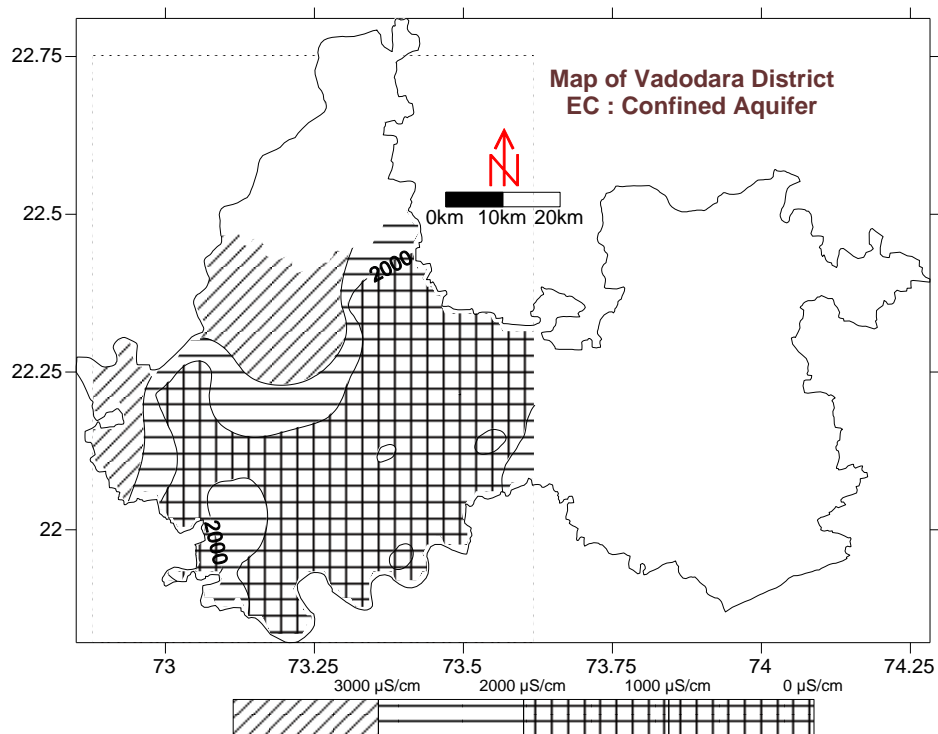 22.75
Map of Vadodara District
EC : Confined Aquifer
N
22.5
0km 10km 20km
2000
22.25
22
2000
73 73.25 73.5 73.75 74 74.25
3000 µS/cm 2000 µS/cm 1000 µS/cm 0 µS/cm